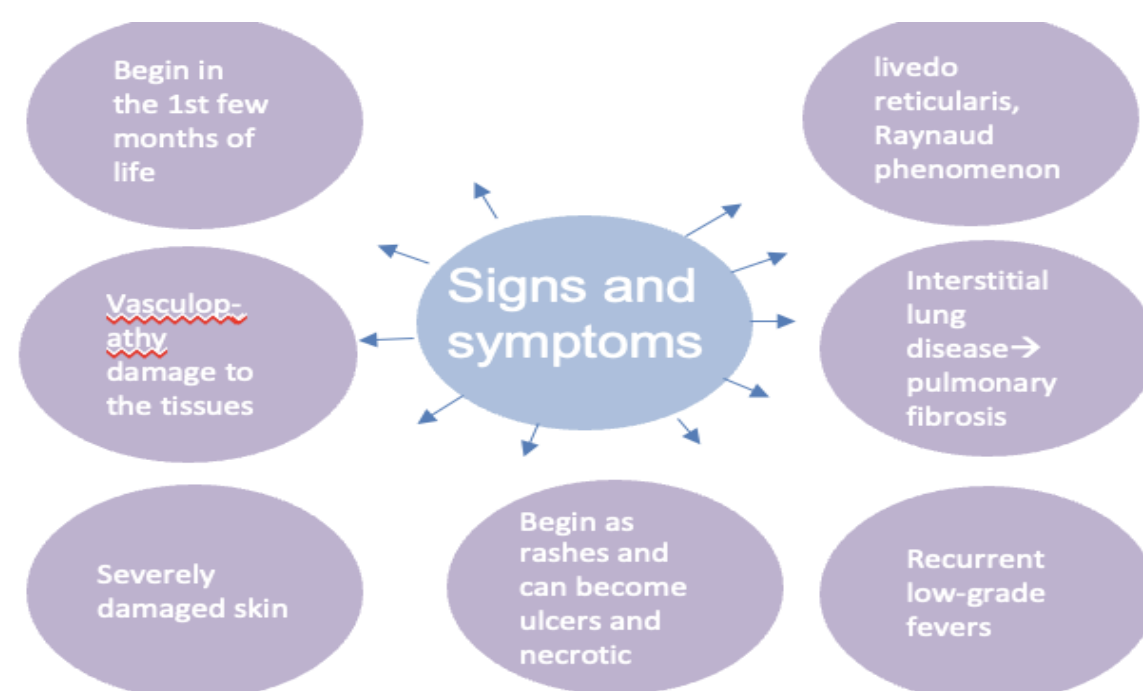 Begin in
the 1st few
months of
life
livedo
reticularis,
Raynaud
phenomenon
Signs and
symptoms
Vasculop-
athy
damage to
the tissues
Interstitial
lung
disease→
pulmonary
fibrosis
Severely
damaged skin
Begin as
rashes and
can become
ulcers and
necrotic
Recurrent
low-grade
fevers